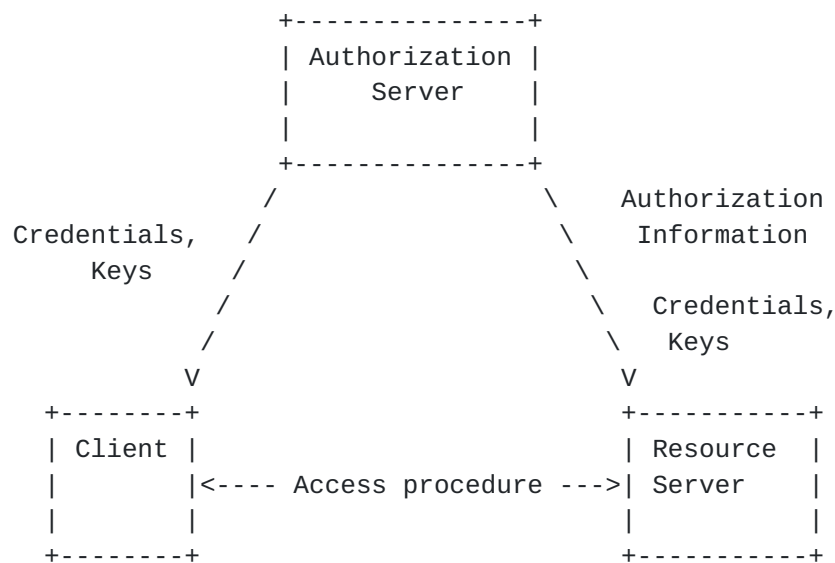 Authorization
Server
Authorization
Credentials,
Information
Keys
Credentials,
Keys
Client
Resource
<---- Access procedure --->
Server